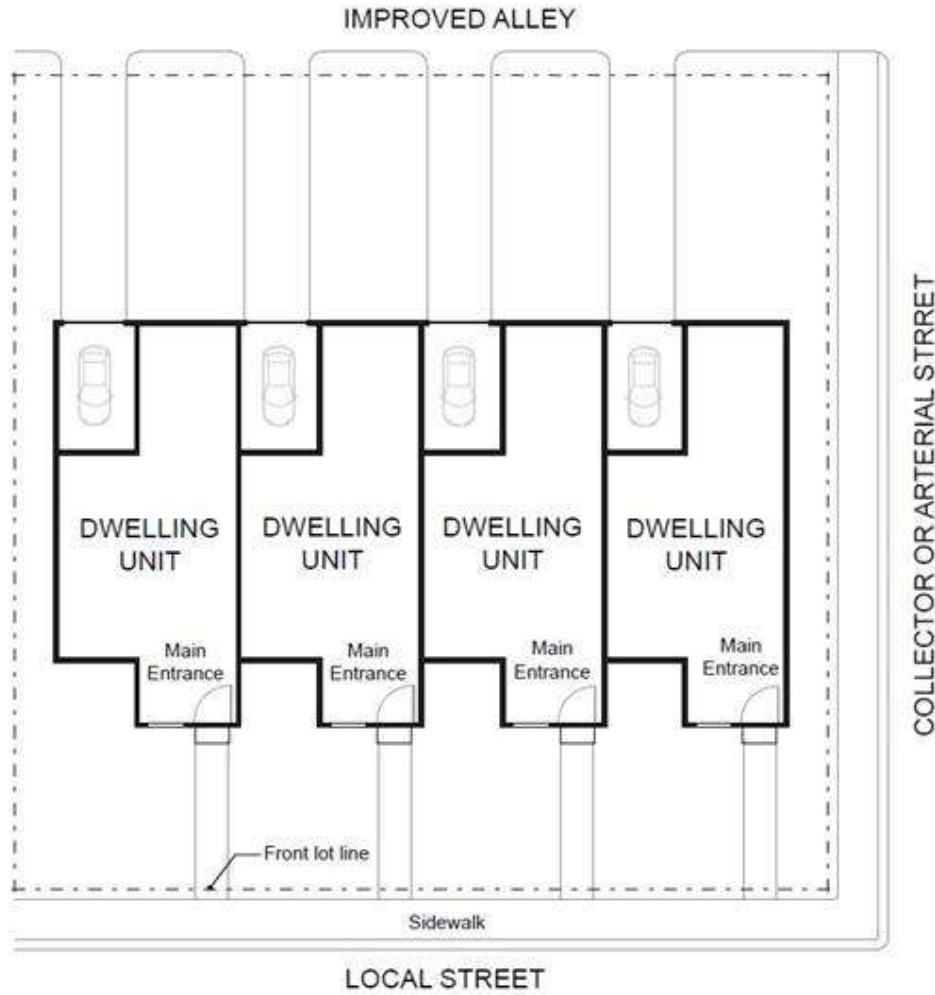 IMPROVED ALLEY
COLLECTOR OR ARTERIAL STRRET
DWELLING
UNIT
DWELLING
UNIT
DWELLING
UNIT
DWELLING
UNIT
Main
Entrance
Main
Entrance
Main
Entrance
Main
Entrance
Front lot line
Sidewalk
LOCAL STREET